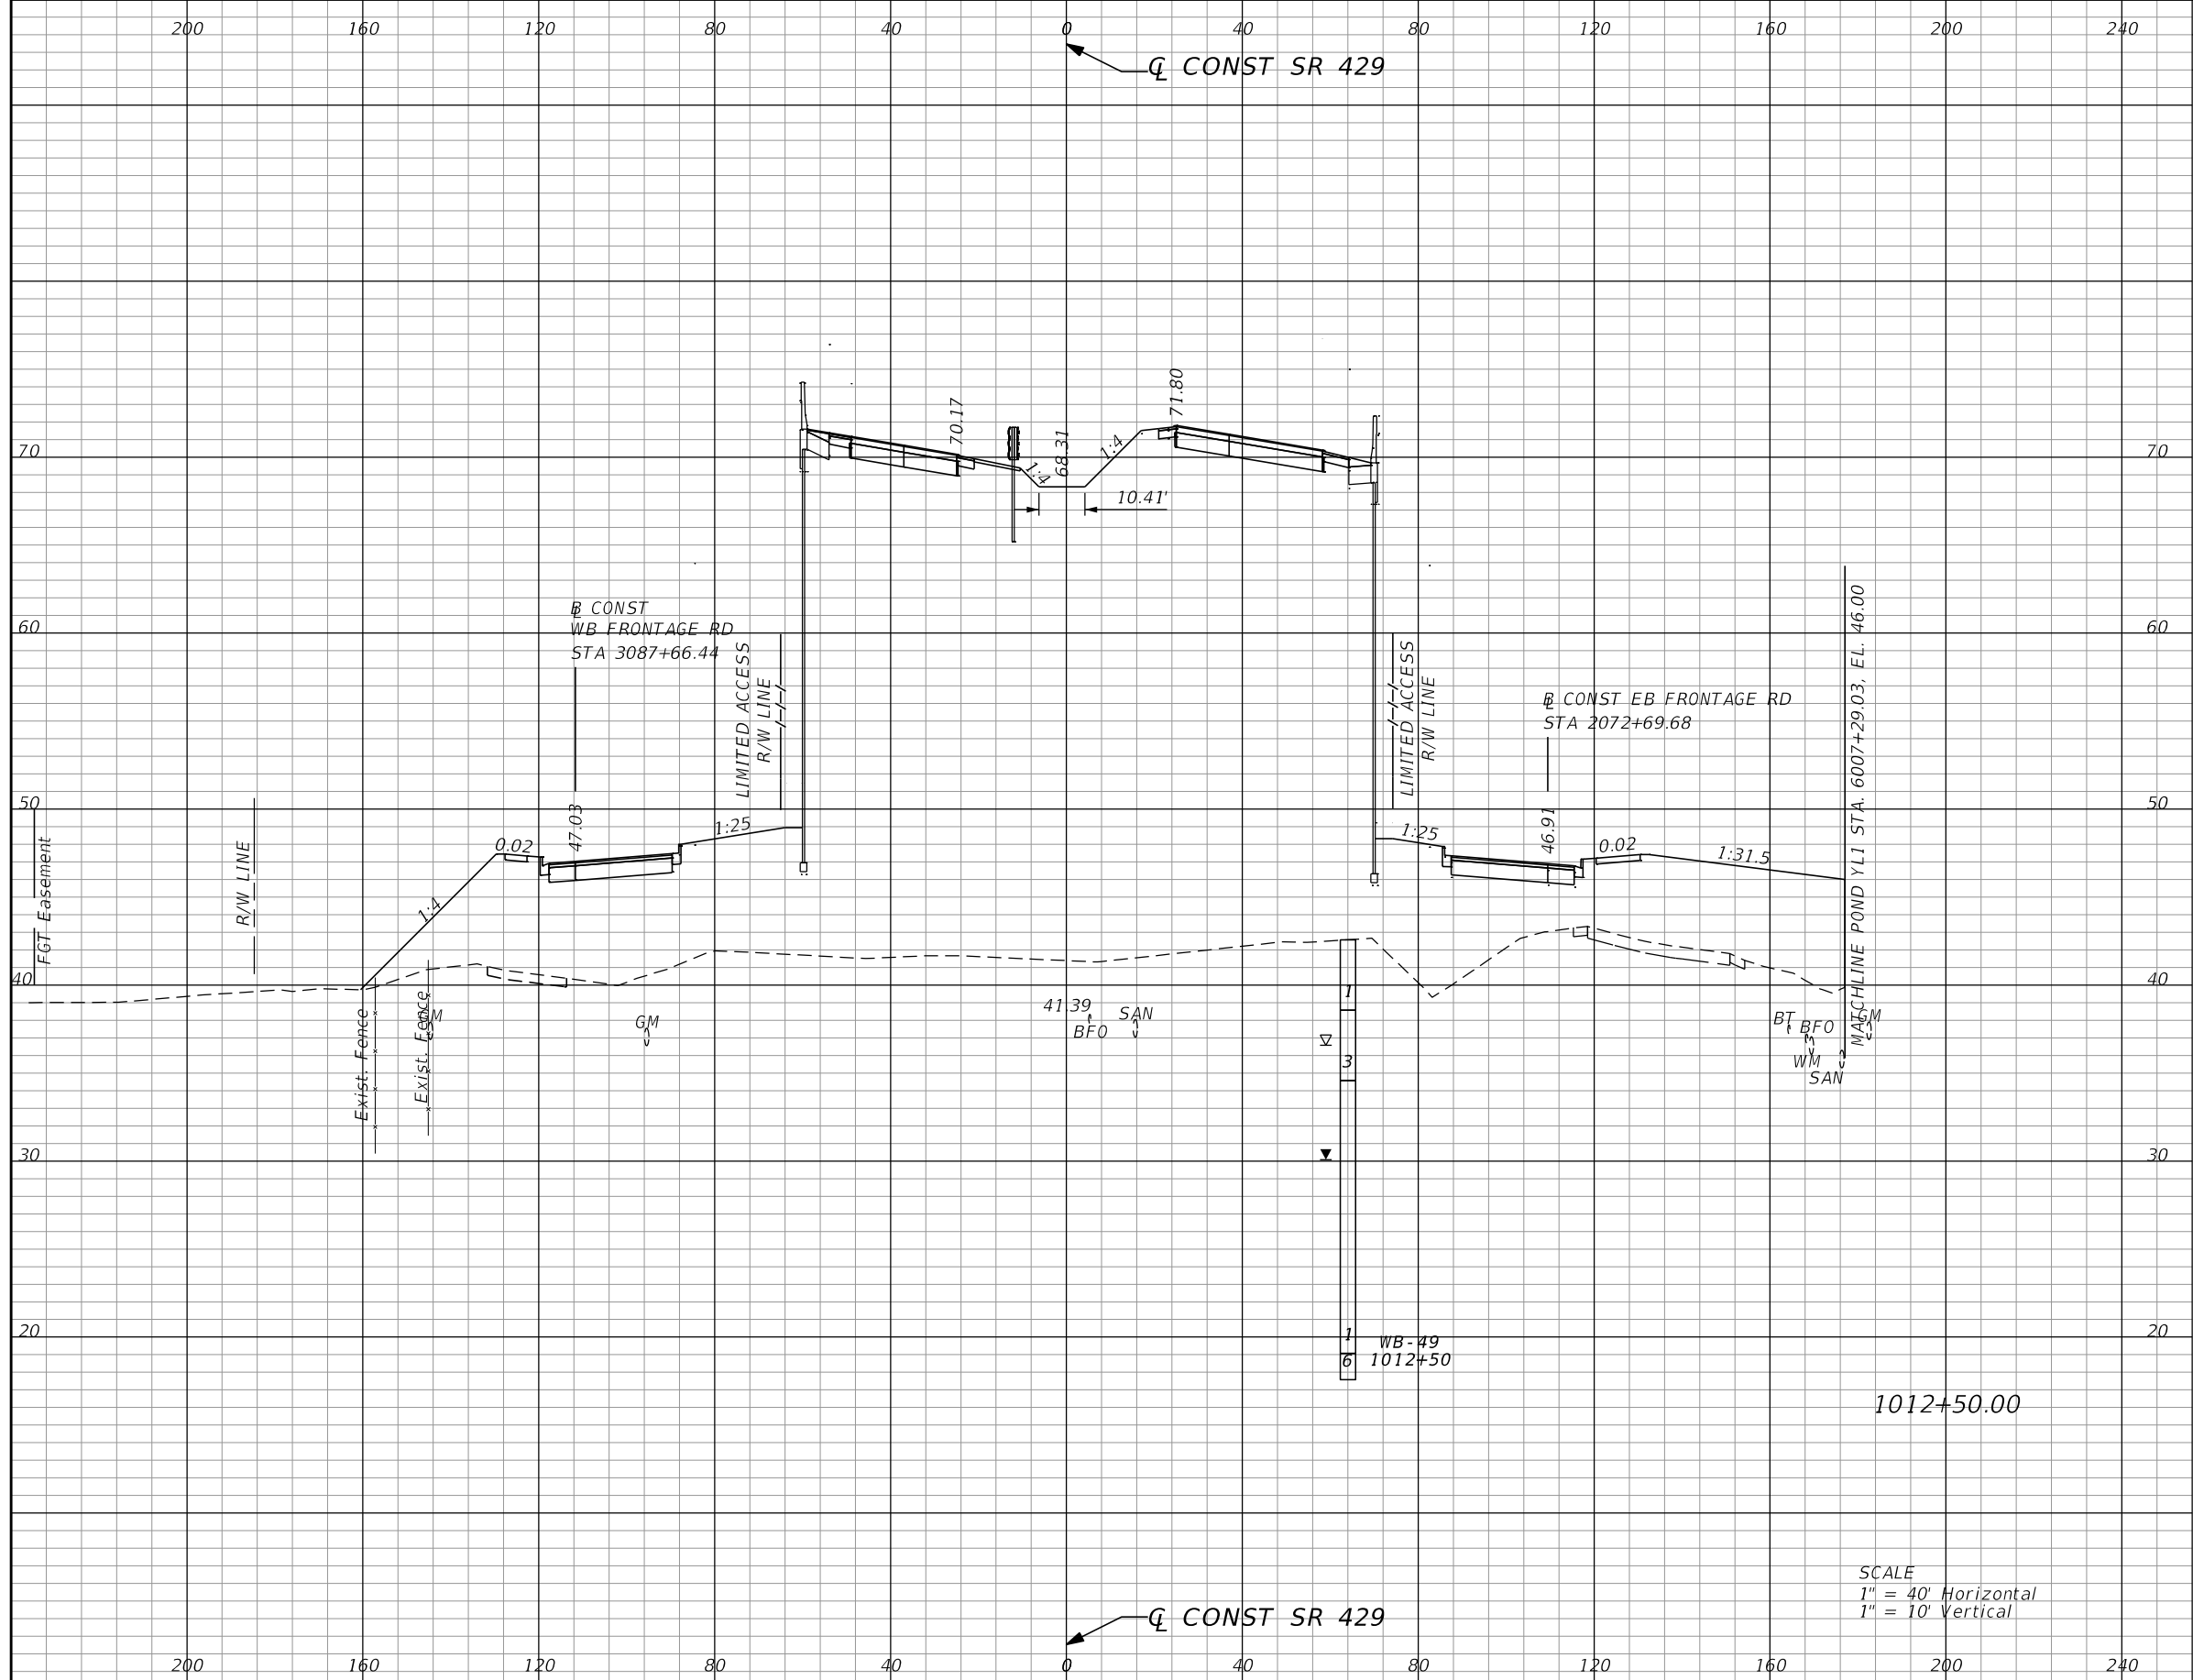 200 160 120 80 40 0 40 80 120 160 200 240
℄ CONST SR 429
71.80
70.17
68.31
1:4
1:4
70 70
10.41'
℄ CONST
WB FRONTAGE RD
STA 3087+66.44
60 60
LIMITED ACCESS
R/W LINE
LIMITED ACCESS
R/W LINE
MATCHLINE POND YL1 STA. 6007+29.03, EL. 46.00
BL CONST EB FRONTAGE RD
STA 2072+69.68
50 50
FGT Easement
R/W LINE
47.03
1:25
0.02
1:4
1:25
46.91
0.02
1:31.5
40 40
Exist. Fence
Exist. Fence
GM
GM
41.39
BFO
SAN
1
3
BT
BFO
GM
WM
SAN
30 30
20 20
1
6
WB-49
1012+50
1012+50.00
SCALE
1" = 40' Horizontal
1" = 10' Vertical
℄ CONST SR 429
200 160 120 80 40 0 40 80 120 160 200 240